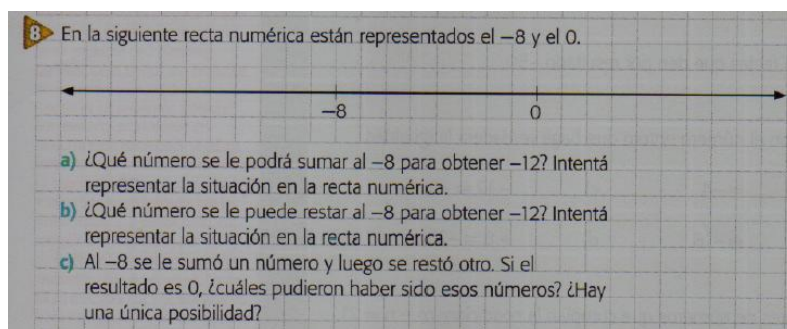 8 En la siguiente recta numérica están representados el −8 y el 0.
−8 0
a) ¿Qué número se le podrá sumar al −8 para obtener −12? Intentá
representar la situación en la recta numérica.
b) ¿Qué número se le puede restar al −8 para obtener −12? Intentá
representar la situación en la recta numérica.
c) Al −8 se le sumó un número y luego se restó otro. Si el
resultado es 0, ¿cuáles pudieron haber sido esos números? ¿Hay
una única posibilidad?